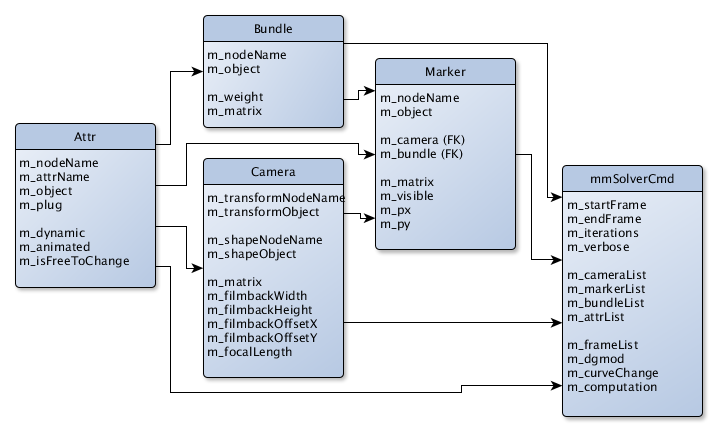 Attr
m_nodeName
m_attrName
m_object
m_plug
m_dynamic
m_animated
m_isFreeToChange
Bundle
m_nodeName
m_object
m_weight
m_matrix
Camera
m_transformNodeName
m_transformObject
m_shapeNodeName
m_shapeObject
m_matrix
m_filmbackWidth
m_filmbackHeight
m_filmbackOffsetX
m_filmbackOffsetY
m_focalLength
Marker
m_nodeName
m_object
m_camera (FK)
m_bundle (FK)
m_matrix
m_visible
m_px
m_py
mmSolverCmd
m_startFrame
m_endFrame
m_iterations
m_verbose
m_cameraList
m_markerList
m_bundleList
m_attrList
m_frameList
m_dgmod
m_curveChange
m_computation